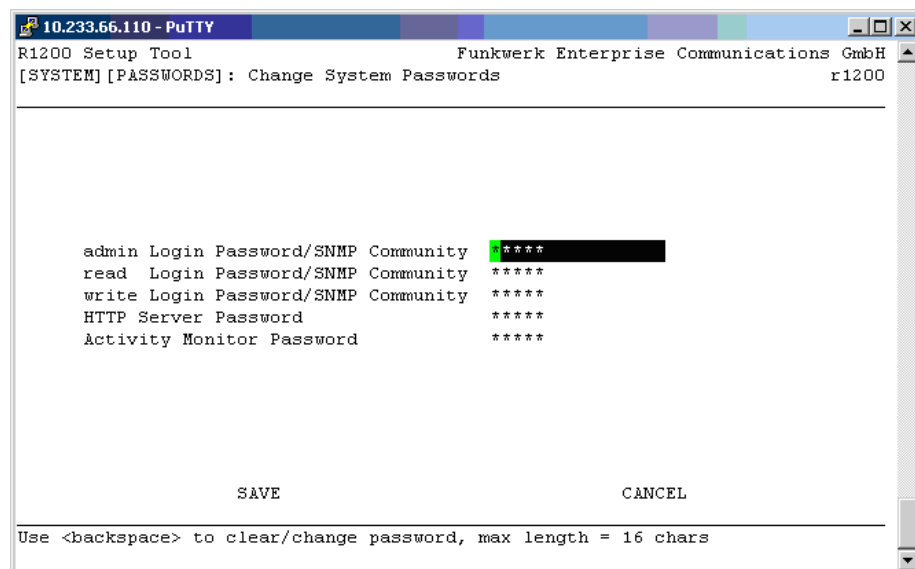 10.233.66.110 - PuTTY
R1200 Setup Tool Funkwerk Enterprise Communications GmbH
[SYSTEM][PASSWORDS]: Change System Passwords r1200
admin Login Password/SNMP Community *****
read Login Password/SNMP Community *****
write Login Password/SNMP Community *****
HTTP Server Password *****
Activity Monitor Password *****
SAVE CANCEL
Use <backspace> to clear/change password, max length = 16 chars